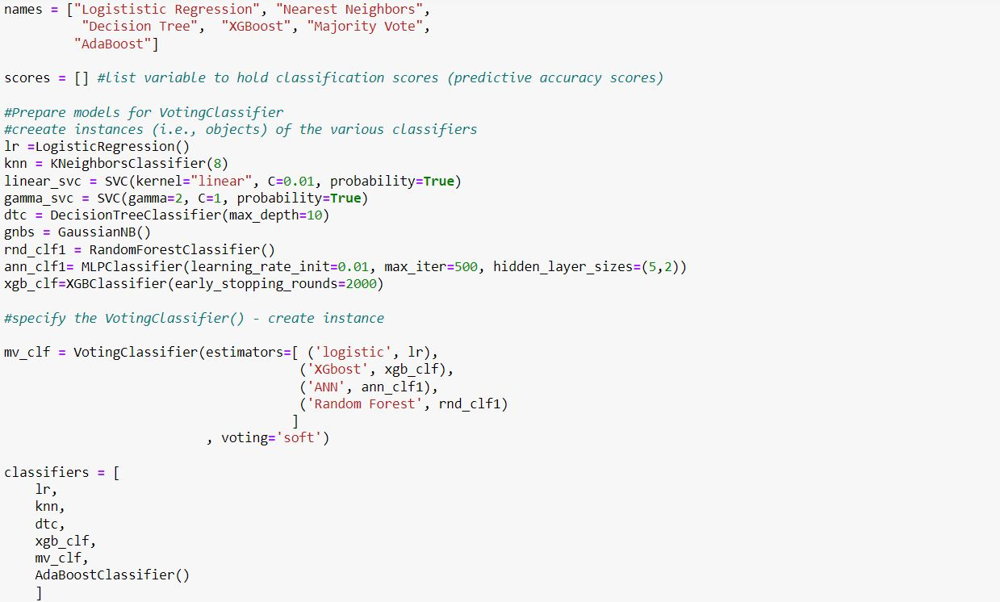 names = ["Logististic Regression", "Nearest Neighbors",
"Decision Tree", "XGBoost", "Majority Vote",
"AdaBoost"]
scores = [] #list variable to hold classification scores (predictive accuracy scores)
#Prepare models for VotingClassifier
#creeate instances (i.e., objects) of the various classifiers
lr =LogisticRegression()
knn = KNeighborsClassifier(8)
linear_svc = SVC(kernel="linear", C=0.01, probability=True)
gamma_svc = SVC(gamma=2, C=1, probability=True)
dtc = DecisionTreeClassifier(max_depth=10)
gnbs = GaussianNB()
rnd_clf1 = RandomForestClassifier()
ann_clf1= MLPClassifier(learning_rate_init=0.01, max_iter=500, hidden_layer_sizes=(5,2))
xgb_clf=XGBClassifier(early_stopping_rounds=2000)
#specify the VotingClassifier() - create instance
mv_clf = VotingClassifier(estimators=[ ('logistic', lr),
('XGbost', xgb_clf),
('ANN', ann_clf1),
('Random Forest', rnd_clf1)
]
, voting='soft')
classifiers = [
lr,
knn,
dtc,
xgb_clf,
mv_clf,
AdaBoostClassifier()
]